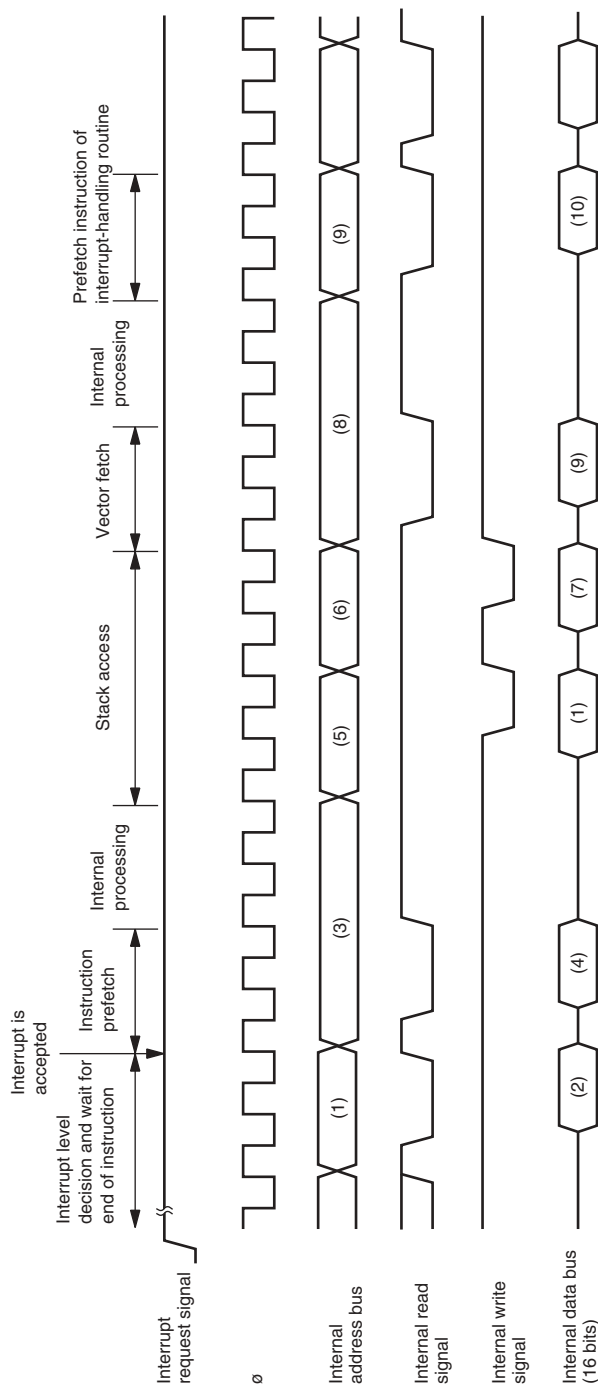 Interrupt is
accepted
Interrupt level
decision and wait for
end of instruction
Instruction
prefetch
Internal
processing
Stack access
Vector fetch
Internal
processing
Prefetch instruction of
interrupt-handling routine
Interrupt
request signal
ø
Internal
address bus
(1)
(3)
(5)
(6)
(8)
(9)
Internal read
signal
Internal write
signal
Internal data bus
(16 bits)
(2)
(4)
(1)
(7)
(9)
(10)